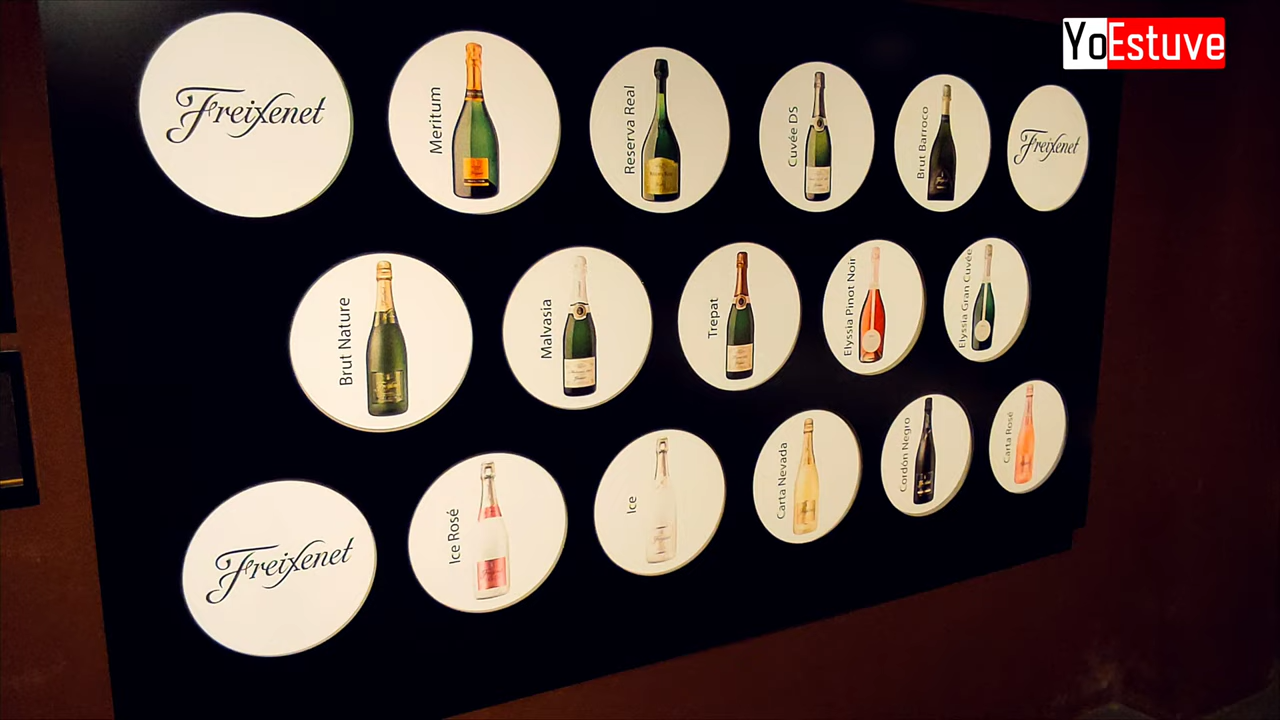 YoEstuve
Freixenet
Meritum
Reserva Real
Cuvée DS
Brut Barroco
Freixenet
Brut Nature
Malvasia
Trepat
Elyssia Pinot Noir
Elyssia Gran Cuvée
Freixenet
Ice Rosé
Ice
Carta Nevada
Cordón Negro
Carta Rosé